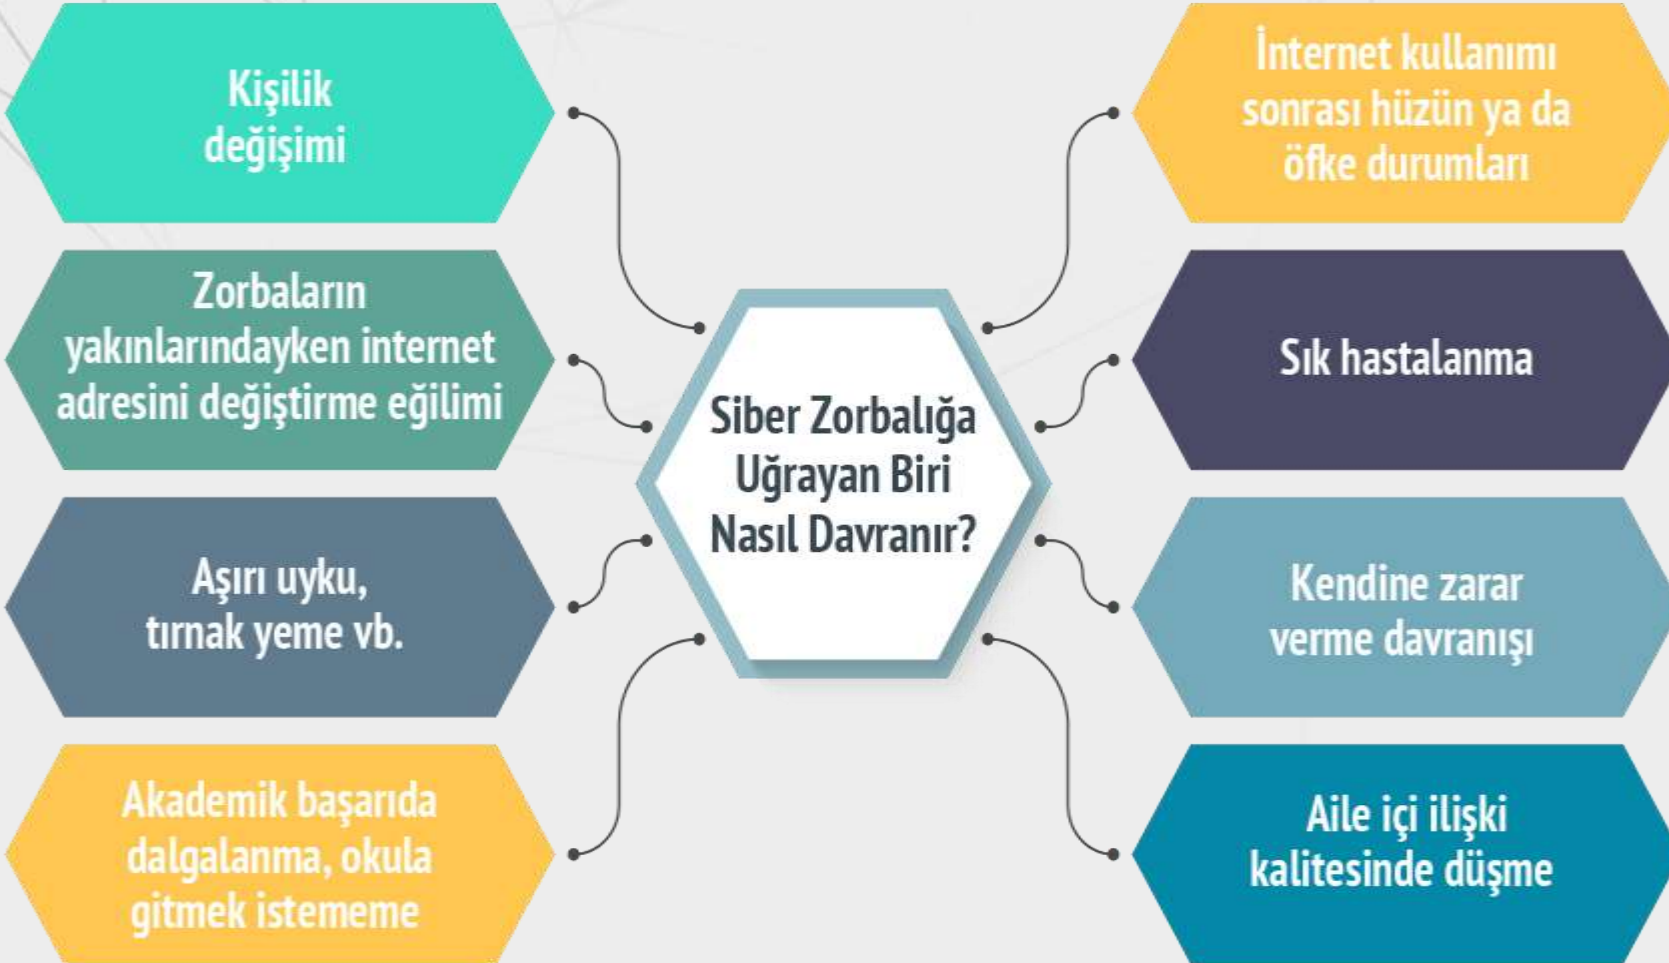 Kişilik
değişimi
Zorbaların
yakınlarındayken internet
adresini değiştirme eğilimi
Aşırı uyku,
tırnak yeme vb.
Akademik başarıda
dalgalanma, okula
gitmek istememe
Siber Zorbalığa
Uğrayan Biri
Nasıl Davranır?
İnternet kullanımı
sonrası hüzün ya da
öfke durumları
Sık hastalanma
Kendine zarar
verme davranışı
Aile içi ilişki
kalitesinde düşme